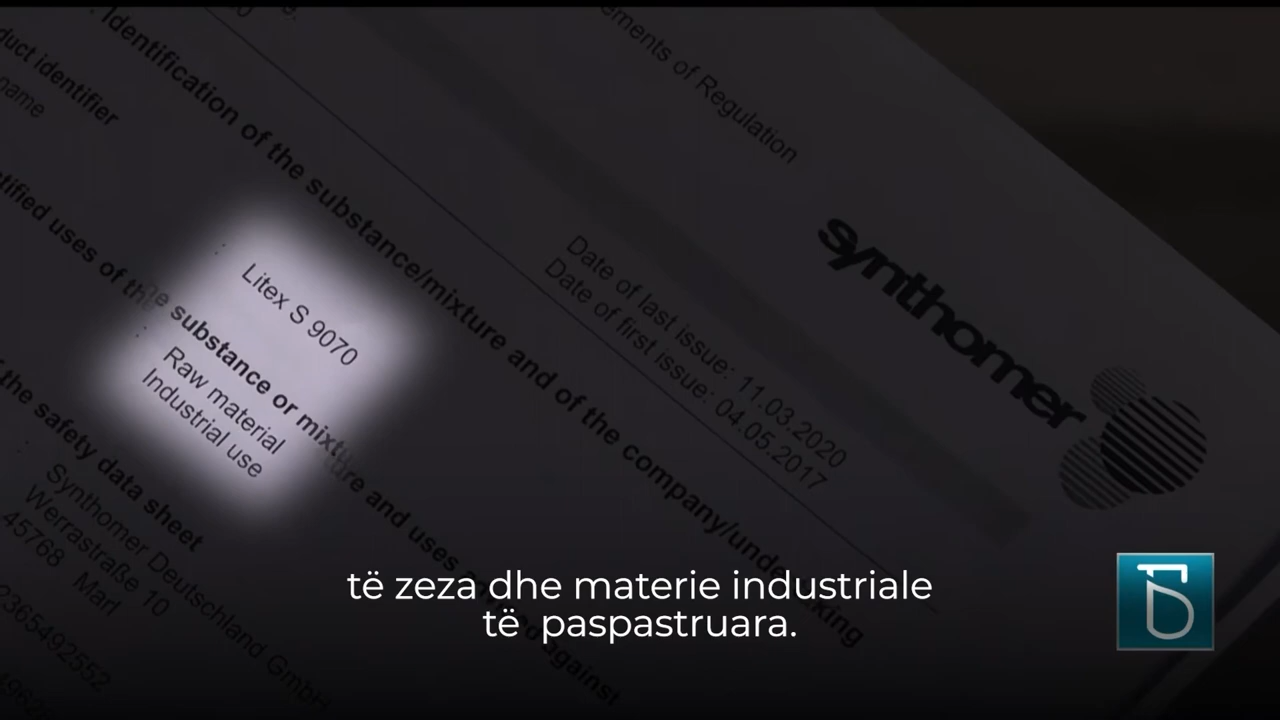 ements of Regulation
synthomer
Date of last issue: 11.03.2020
Date of first issue: 04.05.2017
Identification of the substance/mixture and of the company/undertaking
duct identifier
name
: Litex S 9070
ntified uses of the substance or mixture and uses advised against
: Raw material
Industrial use
the safety data sheet
: Synthomer Deutschland GmbH
Werrastraße 10
45768 Marl
2365492552
të zeza dhe materie industriale
të paspastruara.